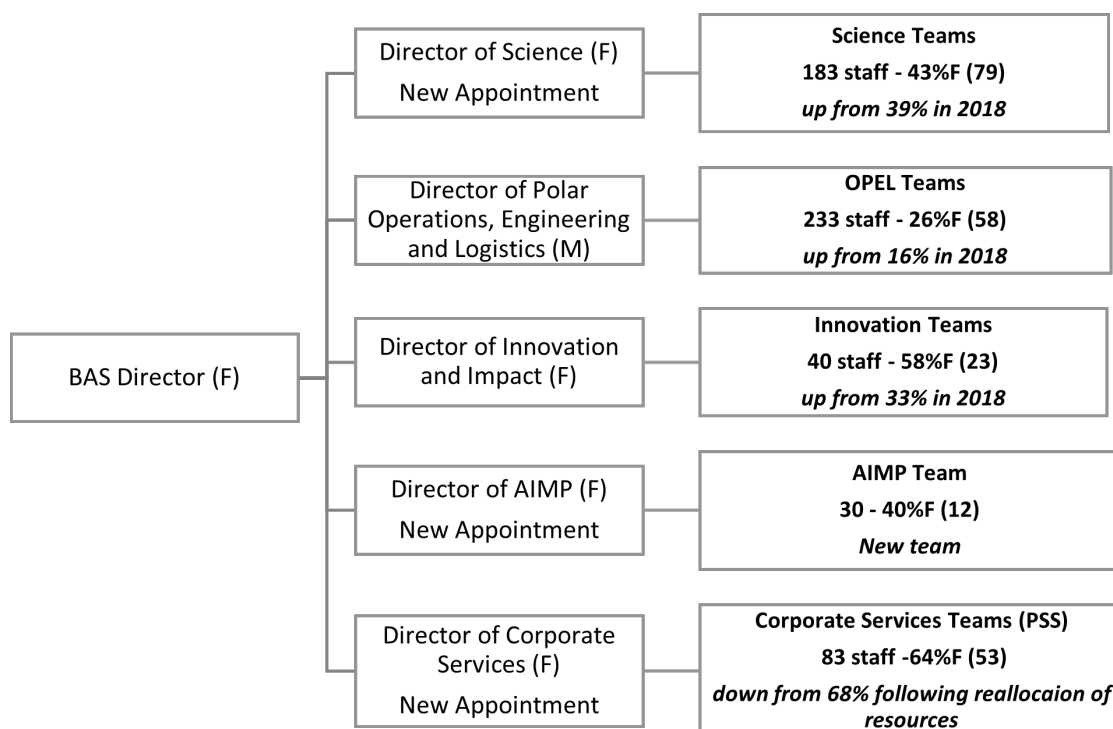 BAS Director (F)
Director of Science (F)
New Appointment
Science Teams
183 staff - 43%F (79)
up from 39% in 2018
Director of Polar
Operations, Engineering
and Logistics (M)
OPEL Teams
233 staff - 26%F (58)
up from 16% in 2018
Director of Innovation
and Impact (F)
Innovation Teams
40 staff - 58%F (23)
up from 33% in 2018
Director of AIMP (F)
New Appointment
AIMP Team
30 - 40%F (12)
New team
Director of Corporate
Services (F)
New Appointment
Corporate Services Teams (PSS)
83 staff -64%F (53)
down from 68% following reallocaion of
resources